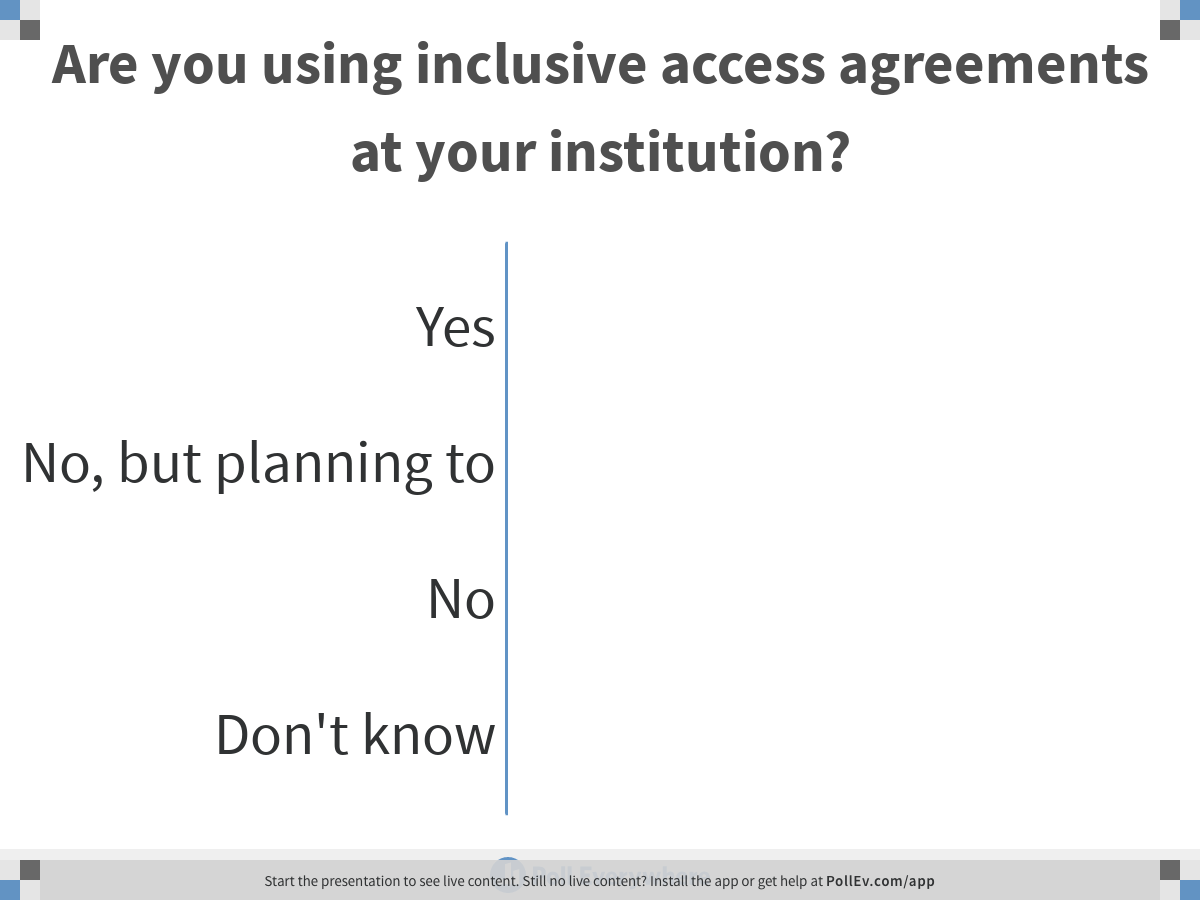 Are you using inclusive access agreements
at your institution?
Yes
No, but planning to
No
Don't know
Poll Everywhere
Start the presentation to see live content. Still no live content? Install the app or get help at PollEv.com/app